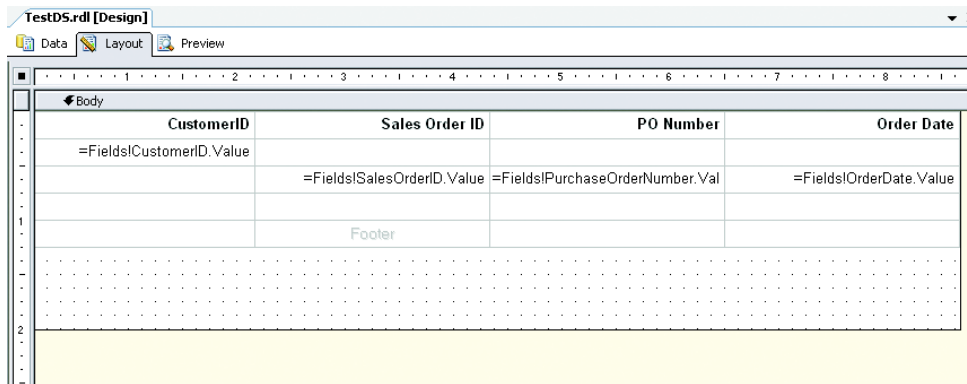 TestDS.rdl [Design]
Data Layout Preview
1 2 3 4 5 6 7 8
Body
CustomerID Sales Order ID PO Number Order Date
=Fields!CustomerID.Value
=Fields!SalesOrderID.Value =Fields!PurchaseOrderNumber.Val =Fields!OrderDate.Value
1
Footer
2